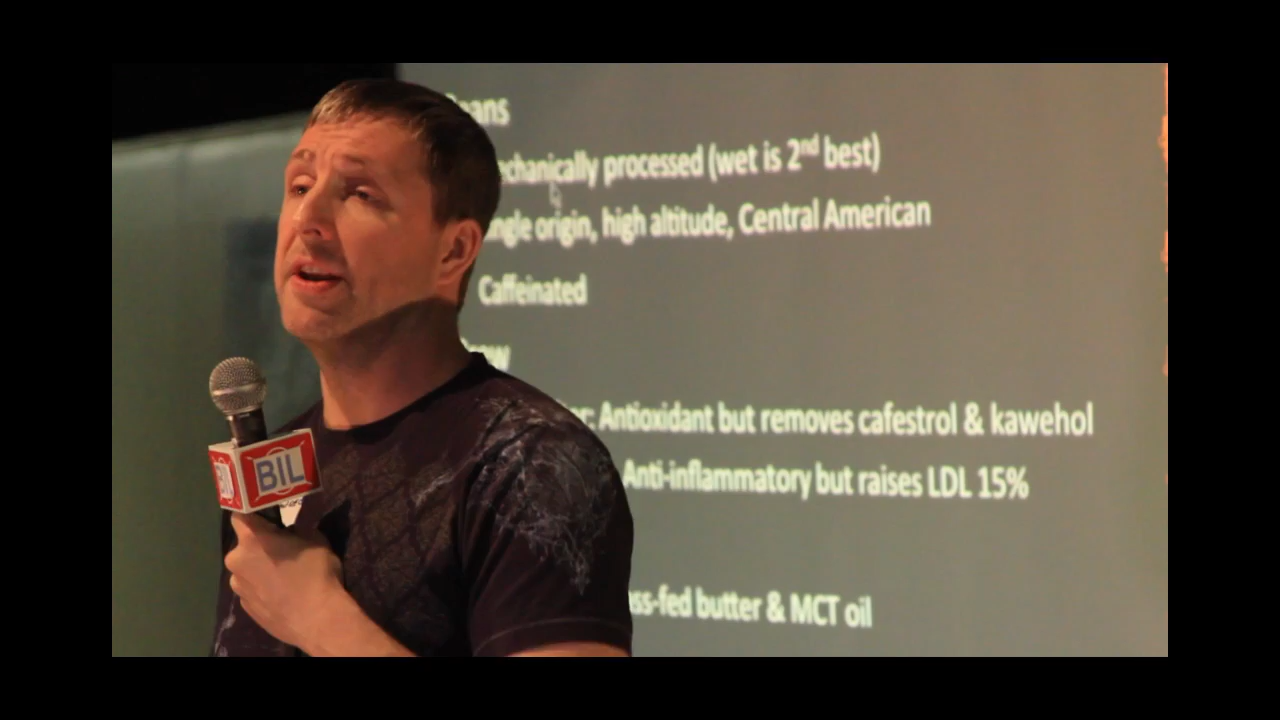 eans
echanically processed (wet is 2nd best)
ngle origin, high altitude, Central American
Caffeinated
Antioxidant but removes cafestrol & kawehol
Anti-inflammatory but raises LDL 15%
ss-fed butter & MCT oil
BIL